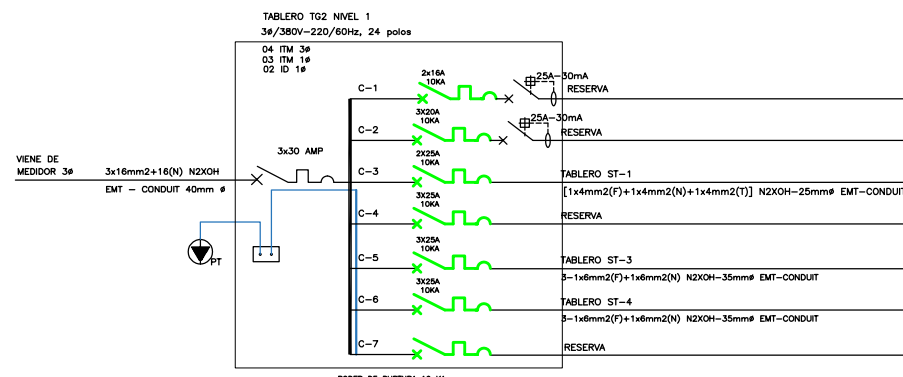 TABLERO TG2 NIVEL 1
3ø/380V-220/60Hz, 24 polos
04 ITM 3ø
03 ITM 1ø
02 ID 1ø
C-1
2x16A
10KA
25A-30mA
RESERVA
C-2
3X20A
10KA
25A-30mA
RESERVA
VIENE DE
MEDIDOR 3ø
3x16mm2+16(N) N2XOH
EMT - CONDUIT 40mm ø
3x30 AMP
C-3
2X25A
10KA
TABLERO ST-1
[1x4mm2(F)+1x4mm2(N)+1x4mm2(T)] N2XOH-25mmø EMT-CONDUIT
C-4
3X25A
10KA
RESERVA
PT
C-5
3X25A
10KA
TABLERO ST-3
3-1x6mm2(F)+1x6mm2(N) N2XOH-35mmø EMT-CONDUIT
C-6
3X25A
10KA
TABLERO ST-4
3-1x6mm2(F)+1x6mm2(N) N2XOH-35mmø EMT-CONDUIT
C-7
RESERVA